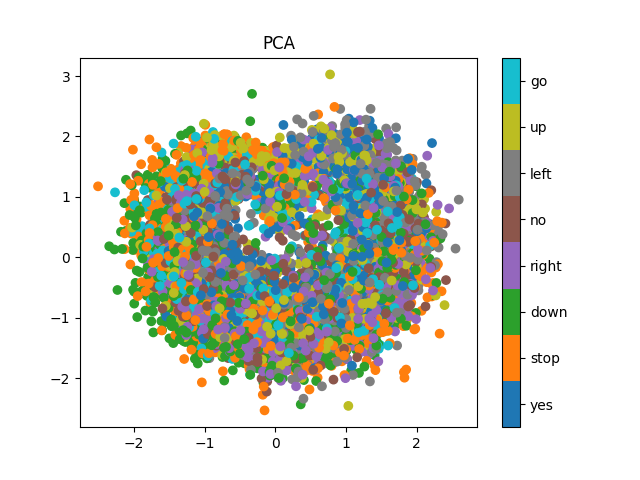 PCA
3
2
1
0
−1
−2
−2
−1
0
1
2
go
up
left
no
right
down
stop
yes